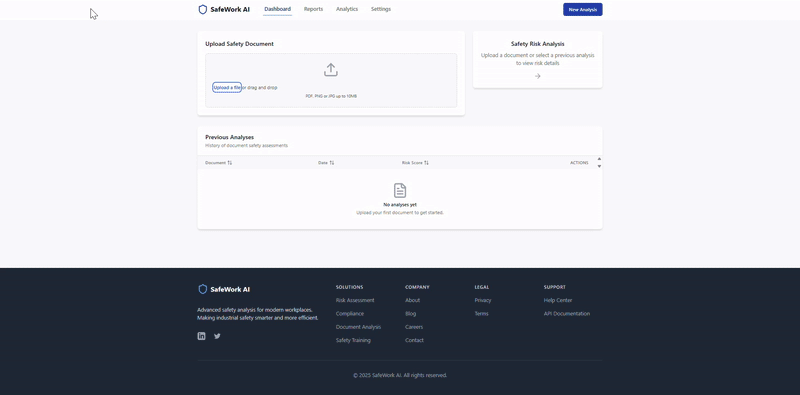 SafeWork AI
Dashboard
Reports
Analytics
Settings
New Analysis
Upload Safety Document
Upload a file or drag and drop
PDF, PNG or JPG up to 10MB
Safety Risk Analysis
Upload a document or select a previous analysis
to view risk details
Previous Analyses
History of document safety assessments
Document
Date
Risk Score
ACTIONS
No analyses yet
Upload your first document to get started.
SafeWork AI
Advanced safety analysis for modern workplaces.
Making industrial safety smarter and more efficient.
SOLUTIONS
Risk Assessment
Compliance
Document Analysis
Safety Training
COMPANY
About
Blog
Careers
Contact
LEGAL
Privacy
Terms
SUPPORT
Help Center
API Documentation
© 2025 SafeWork AI. All rights reserved.